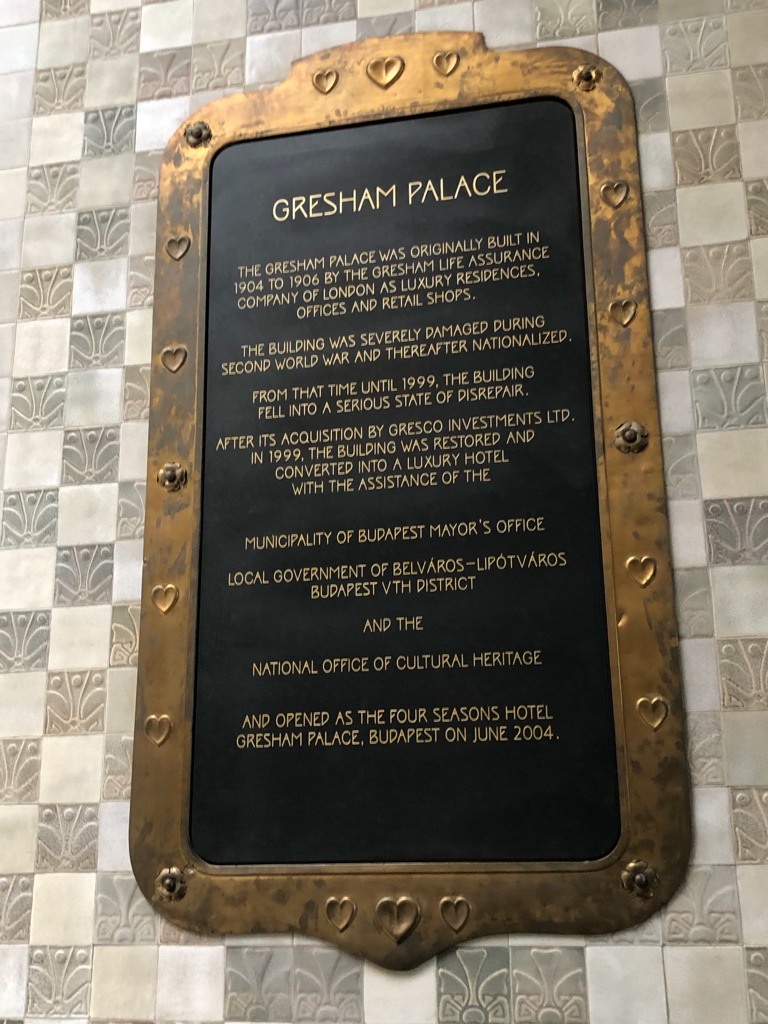 GRESHAM PALACE
THE GRESHAM PALACE WAS ORIGINALLY BUILT IN
1904 TO 1906 BY THE GRESHAM LIFE ASSURANCE
COMPANY OF LONDON AS LUXURY RESIDENCES,
OFFICES AND RETAIL SHOPS.
THE BUILDING WAS SEVERELY DAMAGED DURING
SECOND WORLD WAR AND THEREAFTER NATIONALIZED.
FROM THAT TIME UNTIL 1999, THE BUILDING
FELL INTO A SERIOUS STATE OF DISREPAIR.
AFTER ITS ACQUISITION BY GRESCO INVESTMENTS LTD.
IN 1999, THE BUILDING WAS RESTORED AND
CONVERTED INTO A LUXURY HOTEL
WITH THE ASSISTANCE OF THE
MUNICIPALITY OF BUDAPEST MAYOR'S OFFICE
LOCAL GOVERNMENT OF BELVÁROS–LIPÓTVÁROS
BUDAPEST VTH DISTRICT
AND THE
NATIONAL OFFICE OF CULTURAL HERITAGE
AND OPENED AS THE FOUR SEASONS HOTEL
GRESHAM PALACE, BUDAPEST ON JUNE 2004.